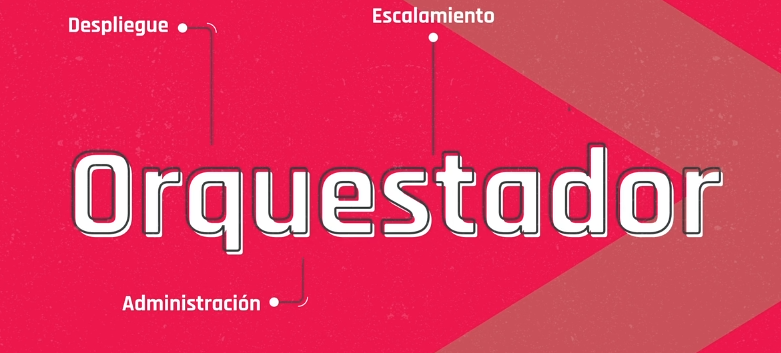 Escalamiento
Despliegue
Orquestador
Administración